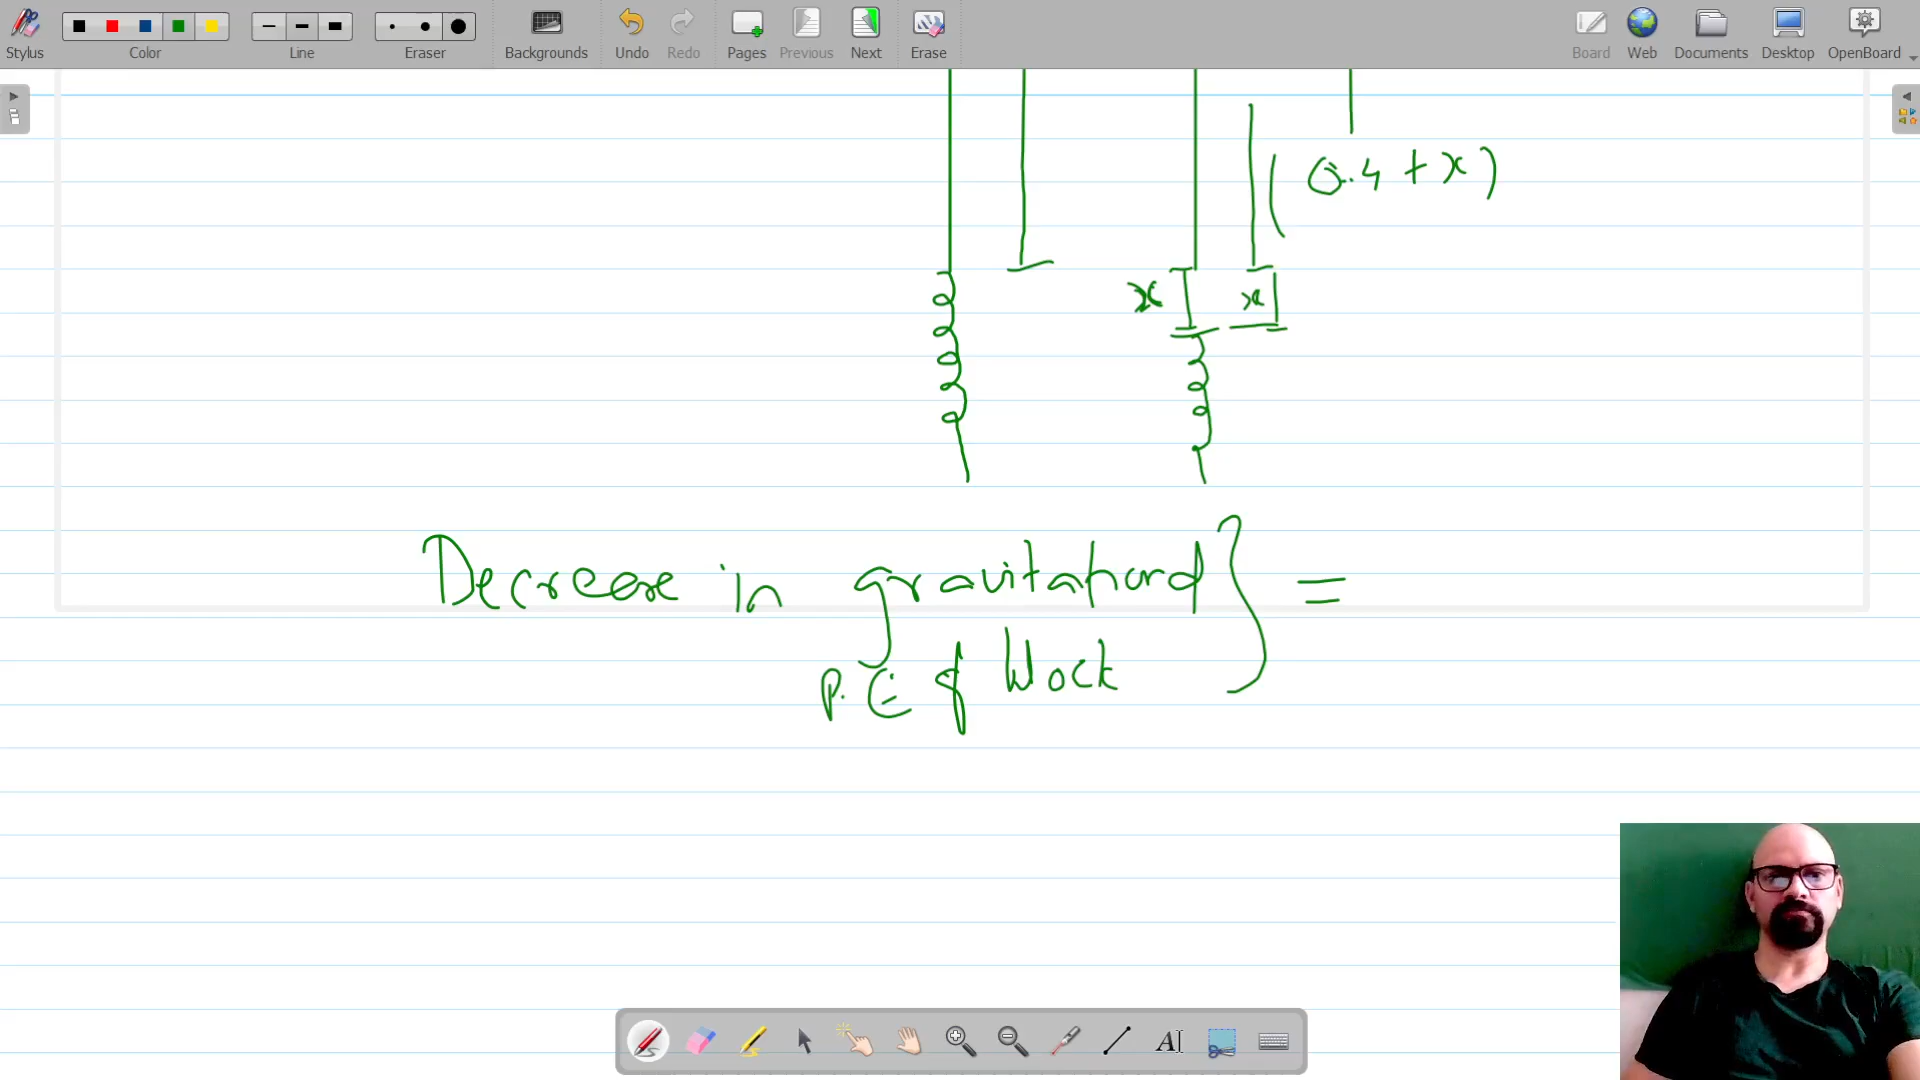 Stylus Color Line Eraser Backgrounds Undo Redo Pages Previous Next Erase Board Web Documents Desktop OpenBoard
(0.4 + x)
x x
Decrease in gravitational } =
P.E of block
A